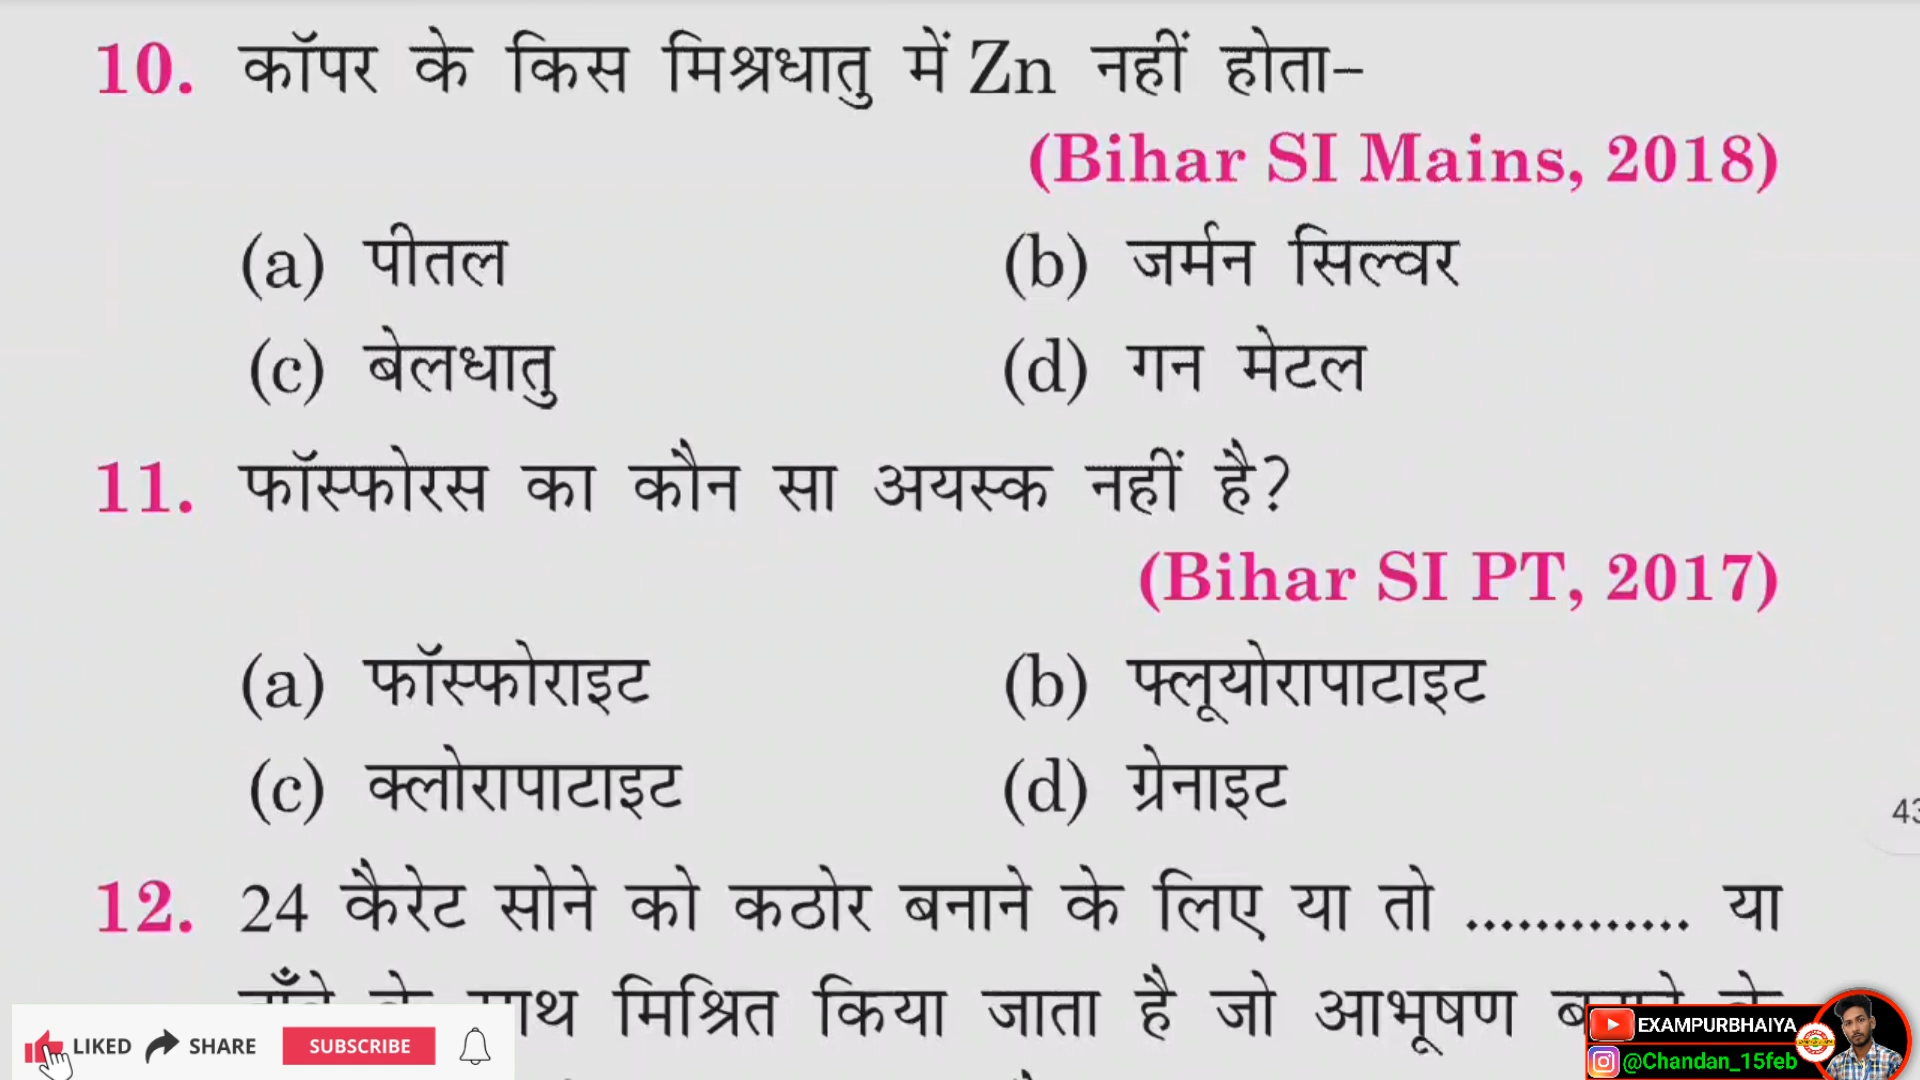 10. कॉपर के किस मिश्रधातु में Zn नहीं होता–
(Bihar SI Mains, 2018)
(a) पीतल (b) जर्मन सिल्वर
(c) बेलधातु (d) गन मेटल
11. फॉस्फोरस का कौन सा अयस्क नहीं है?
(Bihar SI PT, 2017)
(a) फॉस्फोराइट (b) फ्लूयोरापाटाइट
(c) क्लोरापाटाइट (d) ग्रेनाइट
43
12. 24 कैरेट सोने को कठोर बनाने के लिए या तो ............. या
मिश्रित किया जाता है जो आभूषण
LIKED SHARE SUBSCRIBE
EXAMPURBHAIYA
@Chandan_15feb